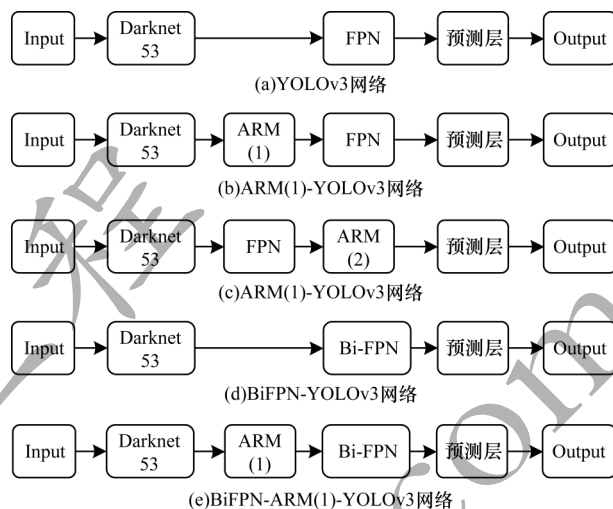 Input Darknet 53 FPN 预测层 Output
(a)YOLOv3网络
Input Darknet 53 ARM (1) FPN 预测层 Output
(b)ARM(1)-YOLOv3网络
Input Darknet 53 FPN ARM (2) 预测层 Output
(c)ARM(1)-YOLOv3网络
Input Darknet 53 Bi-FPN 预测层 Output
(d)BiFPN-YOLOv3网络
Input Darknet 53 ARM (1) Bi-FPN 预测层 Output
(e)BiFPN-ARM(1)-YOLOv3网络
程
com